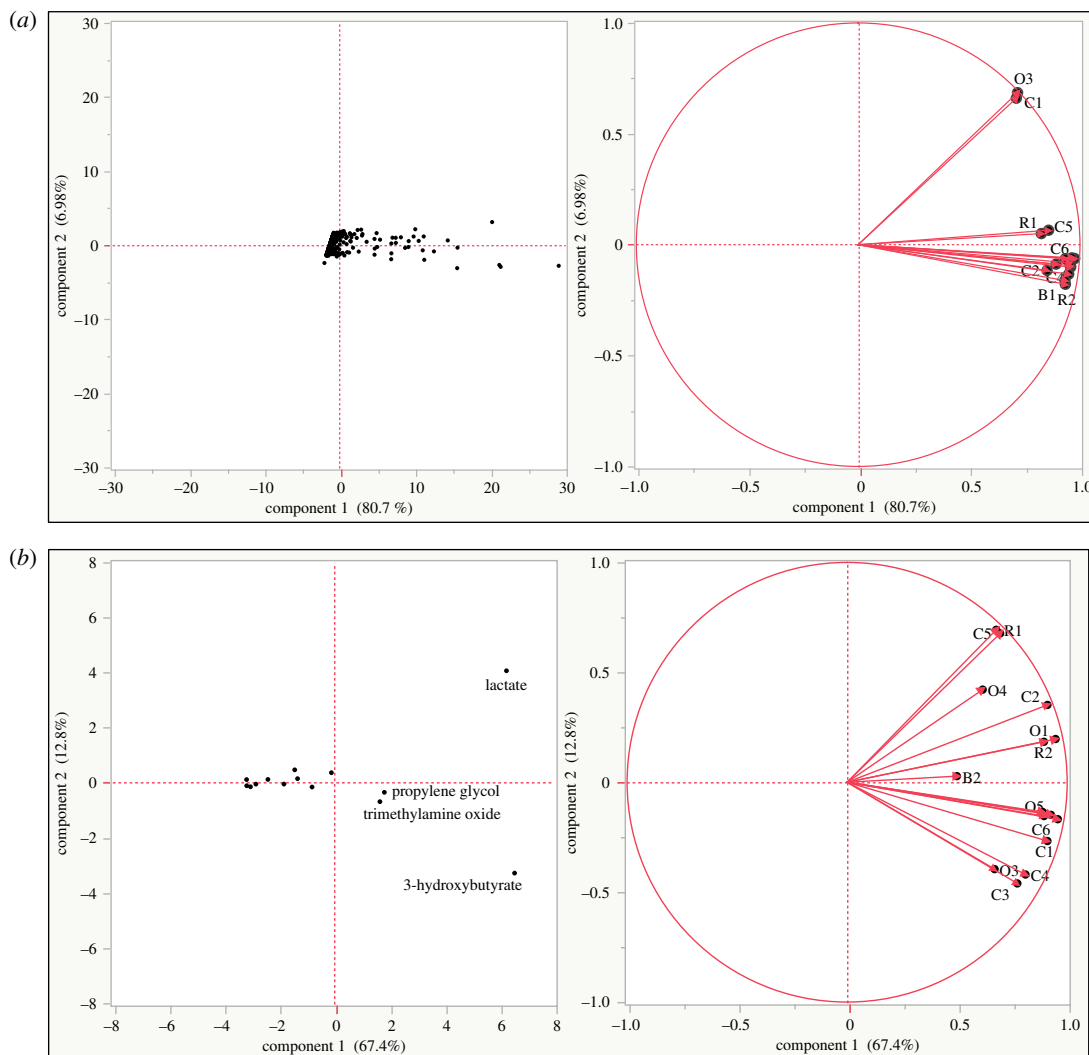 (a)
30
20
10
0
–10
–20
–30
component 2 (6.98%)
–30 –20 –10 0 10 20 30
component 1 (80.7 %)
1.0
0.5
0
–0.5
–1.0
component 2 (6.98%)
O3
C1
R1 C5
C6
C2
B1
R2
–1.0 –0.5 0 0.5 1.0
component 1 (80.7%)
(b)
8
6
4
2
0
–2
–4
–6
–8
component 2 (12.8%)
lactate
propylene glycol
trimethylamine oxide
3-hydroxybutyrate
–8 –6 –4 –2 0 2 4 6 8
component 1 (67.4%)
1.0
0.5
0
–0.5
–1.0
component 2 (12.8%)
C5 R1
O4
C2
O1
R2
B2
O5
C6
C1
O3 C4
C3
–1.0 –0.5 0 0.5 1.0
component 1 (67.4%)